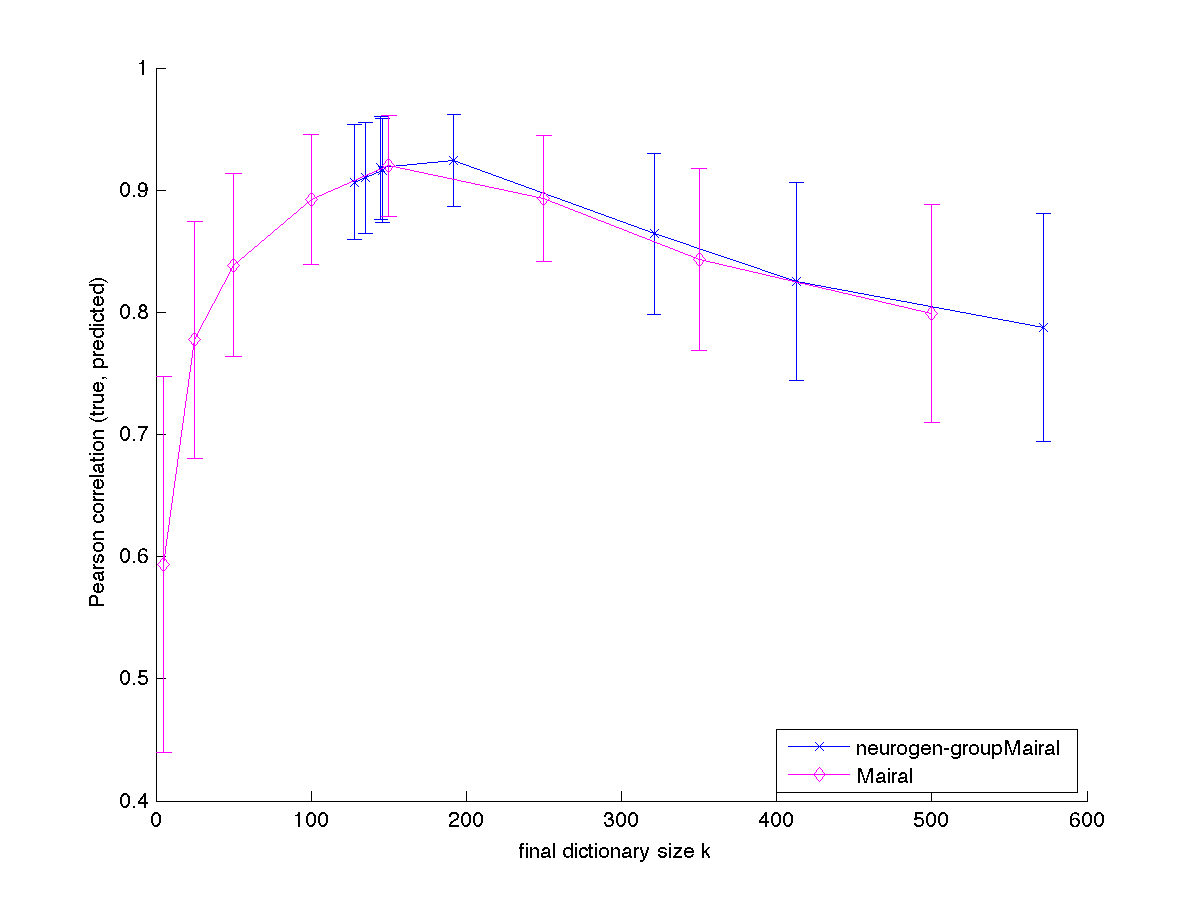 1
0.9
0.8
0.7
0.6
0.5
0.4
Pearson correlation (true, predicted)
0 100 200 300 400 500 600
final dictionary size k
neurogen-groupMairal
Mairal